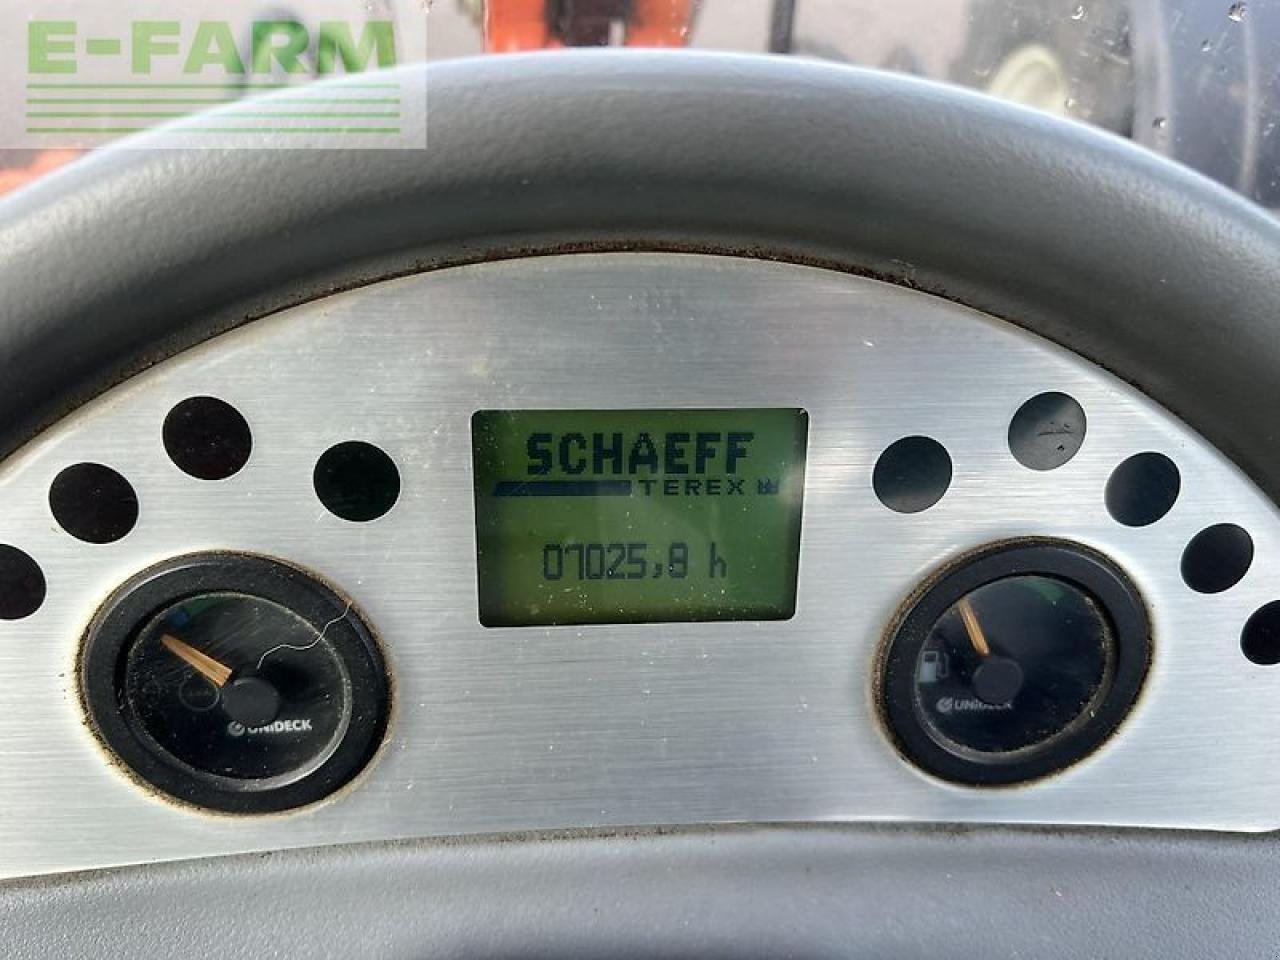 E-FARM
SCHAEFF
TEREX
07025,8 h
UNIDECK
UNIDECK